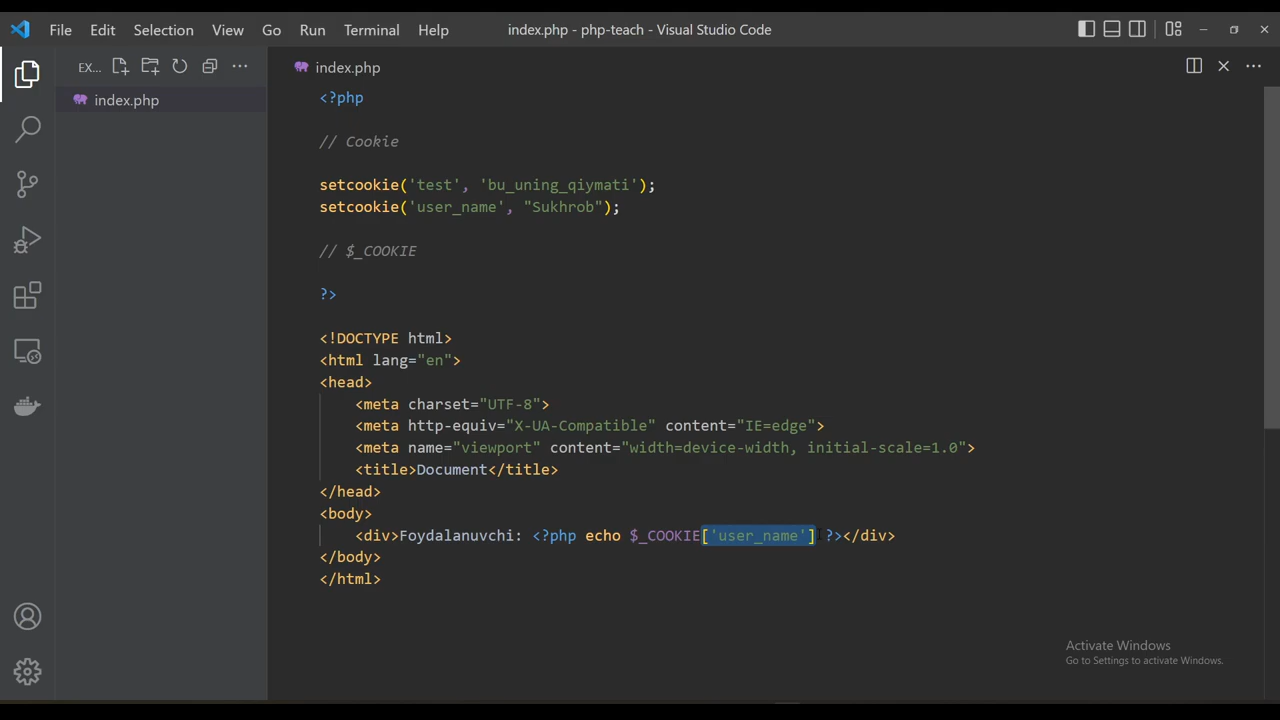 File Edit Selection View Go Run Terminal Help
index.php - php-teach - Visual Studio Code
EX...
index.php
index.php
<?php
// Cookie
setcookie('test', 'bu_uning_qiymati');
setcookie('user_name', "Sukhrob");
// $_COOKIE
?>
<!DOCTYPE html>
<html lang="en">
<head>
<meta charset="UTF-8">
<meta http-equiv="X-UA-Compatible" content="IE=edge">
<meta name="viewport" content="width=device-width, initial-scale=1.0">
<title>Document</title>
</head>
<body>
<div>Foydalanuvchi: <?php echo $_COOKIE['user_name'] ?></div>
</body>
</html>
Activate Windows
Go to Settings to activate Windows.